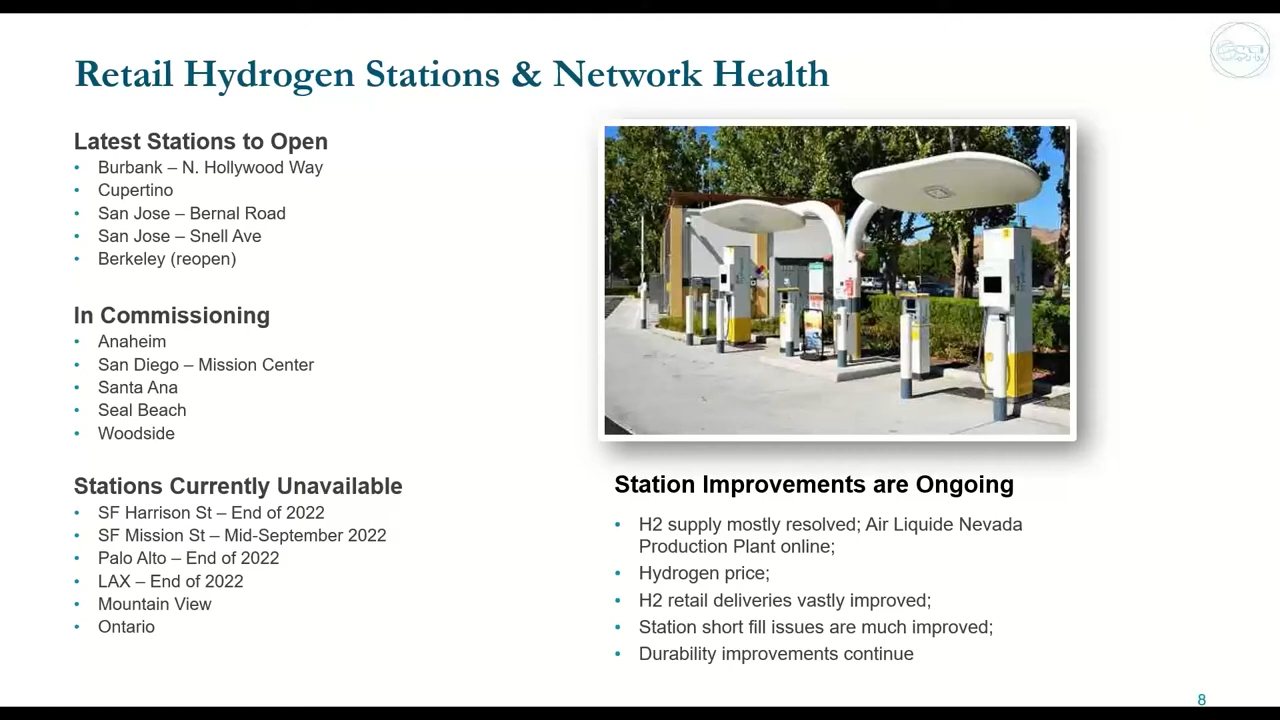 Retail Hydrogen Stations & Network Health
Latest Stations to Open
• Burbank – N. Hollywood Way
• Cupertino
• San Jose – Bernal Road
• San Jose – Snell Ave
• Berkeley (reopen)
In Commissioning
• Anaheim
• San Diego – Mission Center
• Santa Ana
• Seal Beach
• Woodside
Stations Currently Unavailable
• SF Harrison St – End of 2022
• SF Mission St – Mid-September 2022
• Palo Alto – End of 2022
• LAX – End of 2022
• Mountain View
• Ontario
Station Improvements are Ongoing
• H2 supply mostly resolved; Air Liquide Nevada
Production Plant online;
• Hydrogen price;
• H2 retail deliveries vastly improved;
• Station short fill issues are much improved;
• Durability improvements continue
8